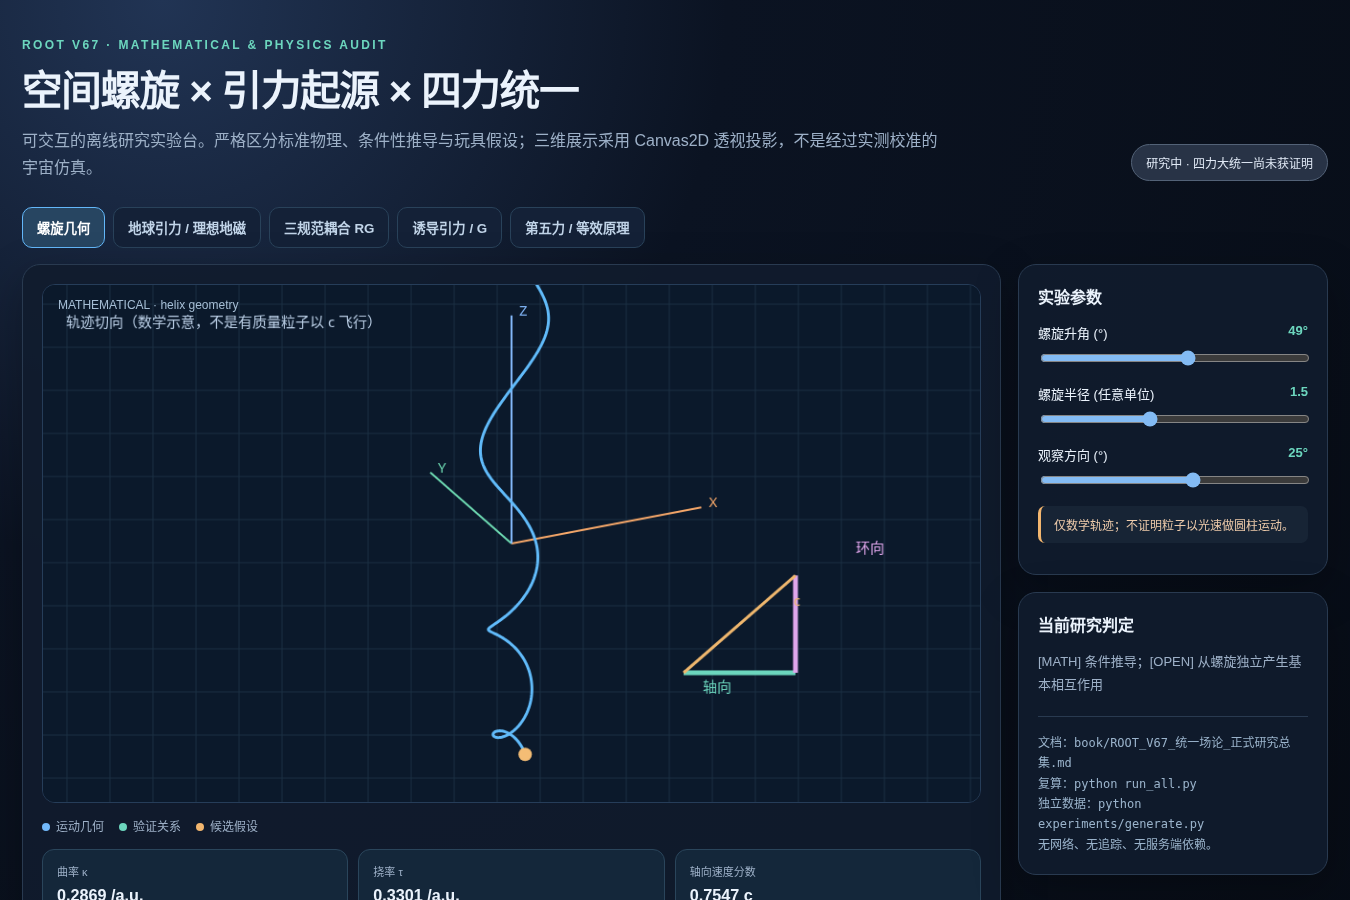 ROOT V67 · MATHEMATICAL & PHYSICS AUDIT
空间螺旋 × 引力起源 × 四力统一
可交互的离线研究实验台。严格区分标准物理、条件性推导与玩具假设；三维展示采用 Canvas2D 透视投影，不是经过实测校准的
宇宙仿真。
研究中 · 四力大统一尚未获证明
螺旋几何
地球引力 / 理想地磁
三规范耦合 RG
诱导引力 / G
第五力 / 等效原理
MATHEMATICAL · helix geometry
轨迹切向（数学示意，不是有质量粒子以 c 飞行）
Z
Y
X
环向
轴向
运动几何
验证关系
候选假设
曲率 κ
0.2869 /a.u.
挠率 τ
0.3301 /a.u.
轴向速度分数
0.7547 c
实验参数
螺旋升角 (°)
49°
螺旋半径 (任意单位)
1.5
观察方向 (°)
25°
仅数学轨迹；不证明粒子以光速做圆柱运动。
当前研究判定
[MATH] 条件推导；[OPEN] 从螺旋独立产生基
本相互作用
文档：book/ROOT_V67_统一场论_正式研究总
集.md
复算：python run_all.py
独立数据：python
experiments/generate.py
无网络、无追踪、无服务端依赖。